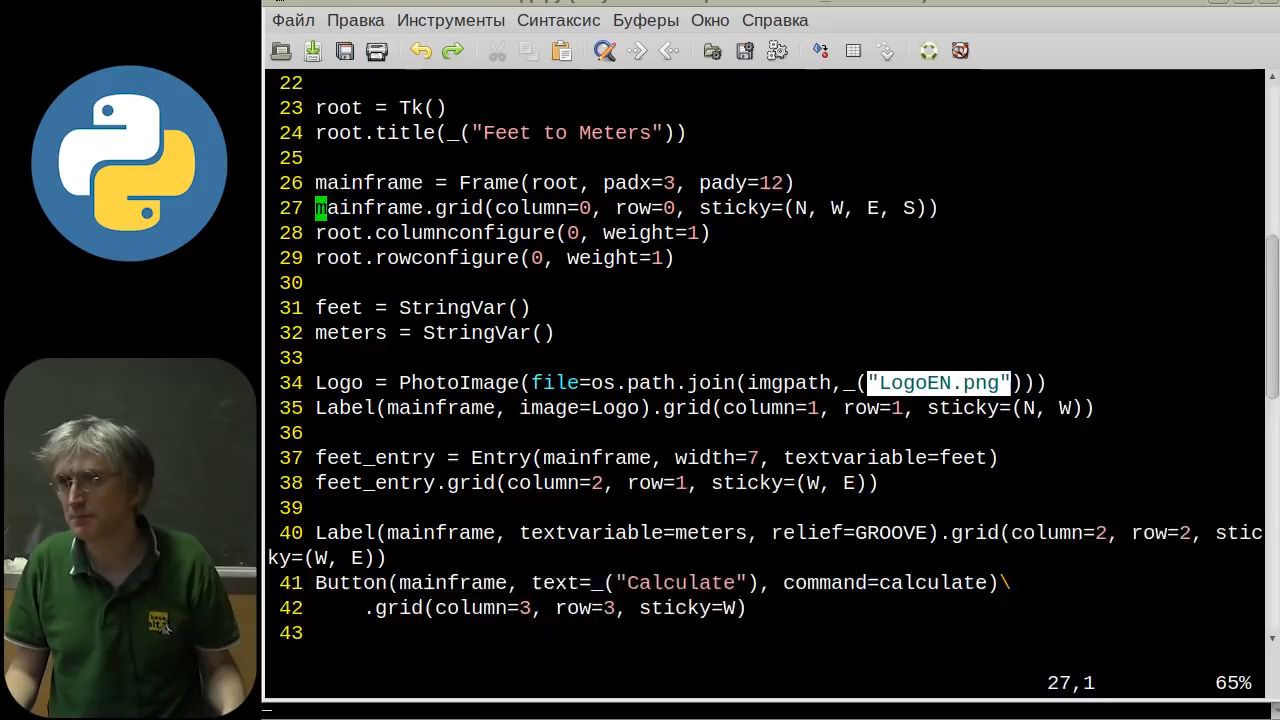 Файл Правка Инструменты Синтаксис Буферы Окно Справка
22
23 root = Tk()
24 root.title(_("Feet to Meters"))
25
26 mainframe = Frame(root, padx=3, pady=12)
27 mainframe.grid(column=0, row=0, sticky=(N, W, E, S))
28 root.columnconfigure(0, weight=1)
29 root.rowconfigure(0, weight=1)
30
31 feet = StringVar()
32 meters = StringVar()
33
34 Logo = PhotoImage(file=os.path.join(imgpath,_("LogoEN.png")))
35 Label(mainframe, image=Logo).grid(column=1, row=1, sticky=(N, W))
36
37 feet_entry = Entry(mainframe, width=7, textvariable=feet)
38 feet_entry.grid(column=2, row=1, sticky=(W, E))
39
40 Label(mainframe, textvariable=meters, relief=GROOVE).grid(column=2, row=2, stic
ky=(W, E))
41 Button(mainframe, text=_("Calculate"), command=calculate)\
42     .grid(column=3, row=3, sticky=W)
43
27,1 65%